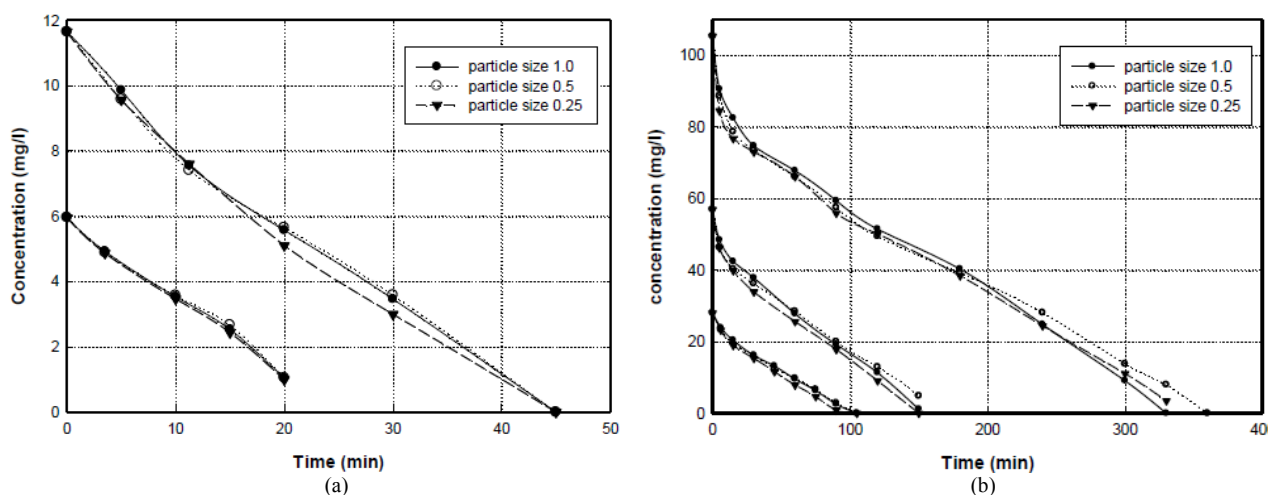 12
10
8
6
4
2
0
Concentration (mg/l)
particle size 1.0
particle size 0.5
particle size 0.25
0 10 20 30 40 50
Time (min)
(a)
100
80
60
40
20
0
concentration (mg/l)
particle size 1.0
particle size 0.5
particle size 0.25
0 100 200 300 40
Time (min)
(b)